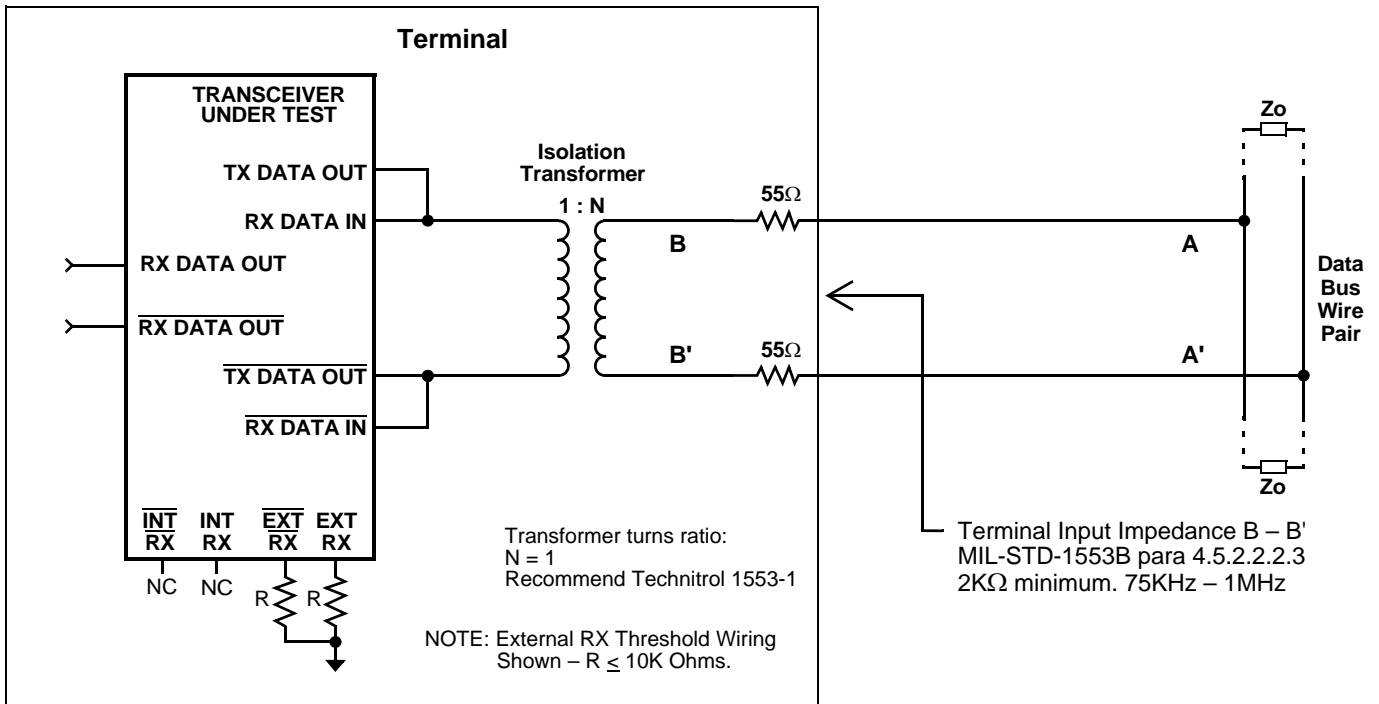 Terminal
TRANSCEIVER
UNDER TEST
TX DATA OUT
RX DATA IN
RX DATA OUT
RX DATA OUT
TX DATA OUT
RX DATA IN
INT
RX
INT
RX
EXT
RX
EXT
RX
NC
NC
R
R
Isolation
Transformer
1 : N
B
B'
55Ω
55Ω
A
A'
Zo
Zo
Data
Bus
Wire
Pair
Transformer turns ratio:
N = 1
Recommend Technitrol 1553-1
NOTE: External RX Threshold Wiring
Shown – R ≤ 10K Ohms.
Terminal Input Impedance B – B'
MIL-STD-1553B para 4.5.2.2.2.3
2KΩ minimum. 75KHz – 1MHz